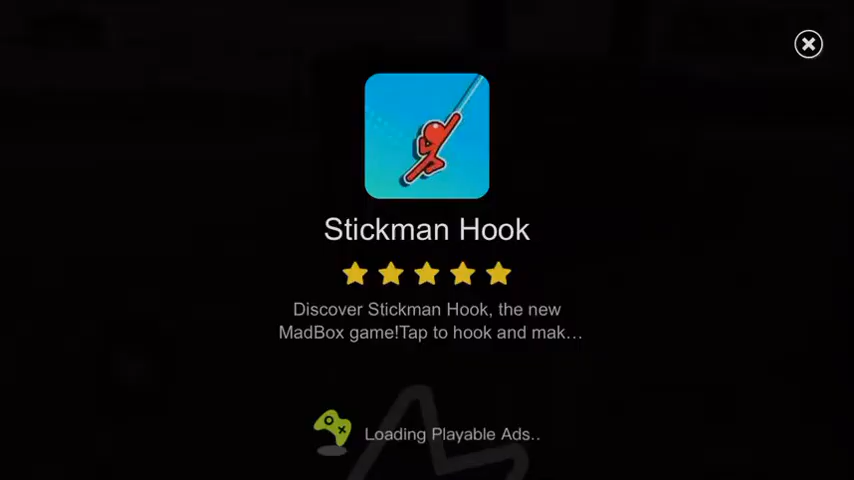 Stickman Hook
Discover Stickman Hook, the new
MadBox game!Tap to hook and mak...
Loading Playable Ads..